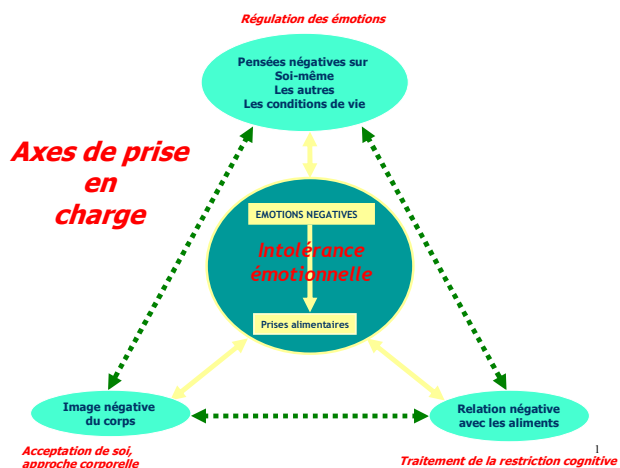 Régulation des émotions
Pensées négatives sur
Soi-même
Les autres
Les conditions de vie
Axes de prise
en
charge
EMOTIONS NEGATIVES
Intolérance
émotionnelle
Prises alimentaires
Image négative
du corps
Relation négative
avec les aliments
Acceptation de soi,
approche corporelle
1
Traitement de la restriction cognitive